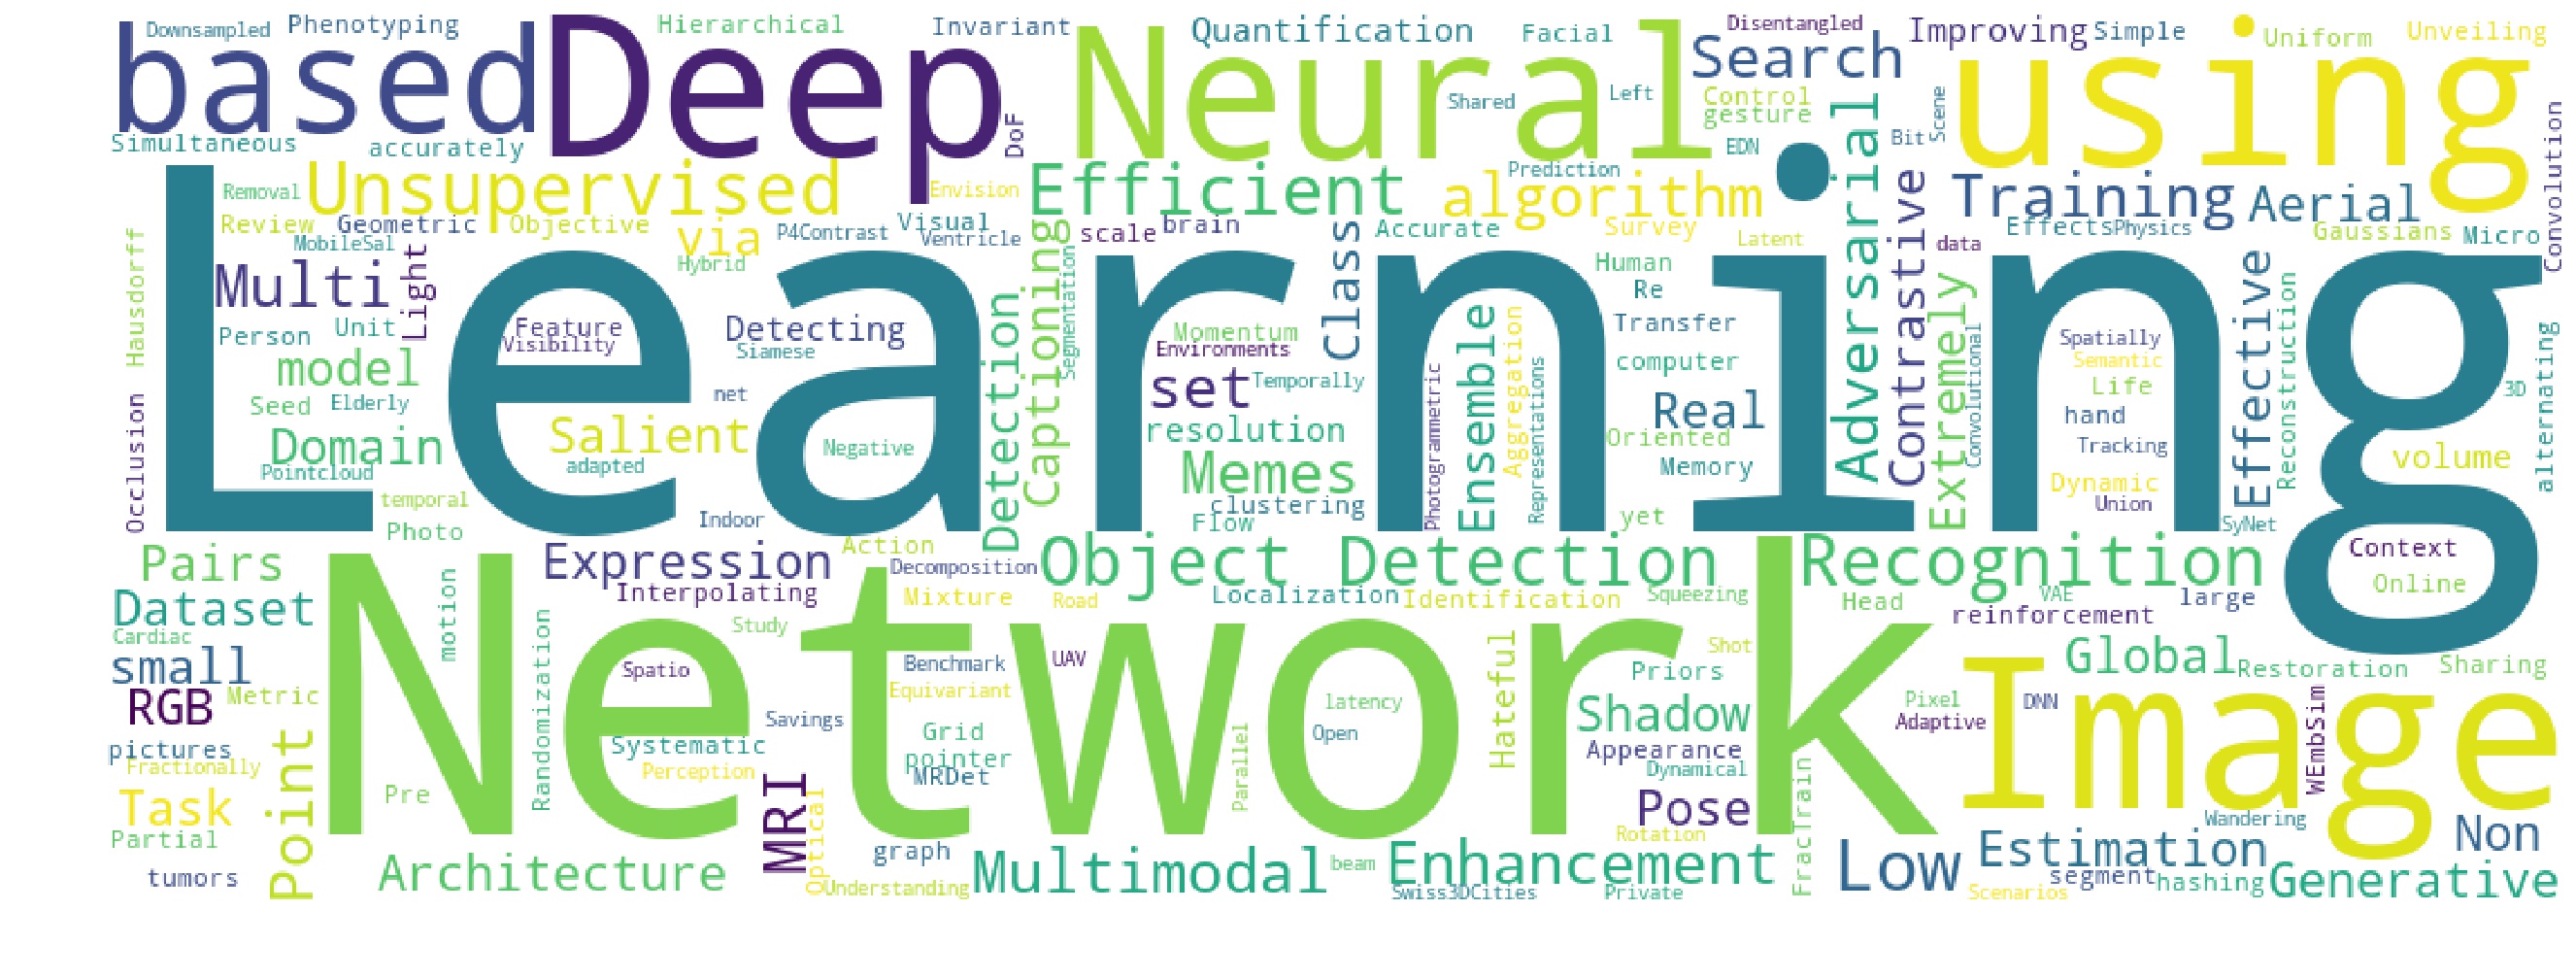 Downsampled
Phenotyping
Hierarchical
Invariant
Quantification
Facial
Disentangled
Improving
Simple
Uniform
Unveiling
based
Deep
Neural
Search
using
Shared
Left
Control
gesture
Scene
Convolution
Simultaneous
accurately
DoF
EDN
Bit
Adversarial
Removal
Unsupervised
Envision
Efficient
Prediction
algorithm
Contrastive
Training
Aerial
Review
Geometric
Objective
via
P4Contrast
Visual
Ventricle
scale
brain
Class
Accurate
Survey
Latent
data
Effects
Physics
Gaussians
Micro
Hausdorff
MobileSal
Light
Hybrid
Captioning
Segmentation
Human
Re
Effective
Reconstruction
Multi
Learning
Person
Unit
Feature
Visibility
Detecting
Siamese
Detection
Momentum
Environments
Ensemble
Aggregation
Transfer
computer
Extremely
Convolutional
Spatially
Semantic
Life
3D
alternating
model
Seed
Elderly
net
set
Temporally
Photogrammetric
Representations
Real
hand
Occlusion
Domain
Salient
Negative
resolution
Oriented
Tracking
volume
Pointcloud
adapted
Memes
Memory
Dynamic
temporal
clustering
Union
Photo
Indoor
Flow
yet
SyNet
Pairs
Expression
Action
Object Detection
Recognition
Context
Decomposition
Online
Dataset
motion
Interpolating
Mixture
Road
Localization
Identification
Squeezing
Head
VAE
large
reinforcement
Cardiac
Randomization
Study
Network
Hateful
Shot
Global
Restoration
Sharing
small
Spatio
Benchmark
UAV
Priors
RGB
Metric
Equivariant
latency
Pixel
DNN
Image
WEmbSim
Savings
Shadow
Adaptive
pictures
Point
Systematic
Grid
Parallel
Open
Appearance
Fractionally
Perception
pointer
MRDet
Dynamical
Task
Pre
MRI
Optical
Pose
FracTrain
Wandering
Partial
graph
Rotation
Estimation
Non
tumors
Architecture
Understanding
Multimodal
beam
Enhancement
Low
segment
hashing
Generative
Swiss3DCities
Private
Scenarios